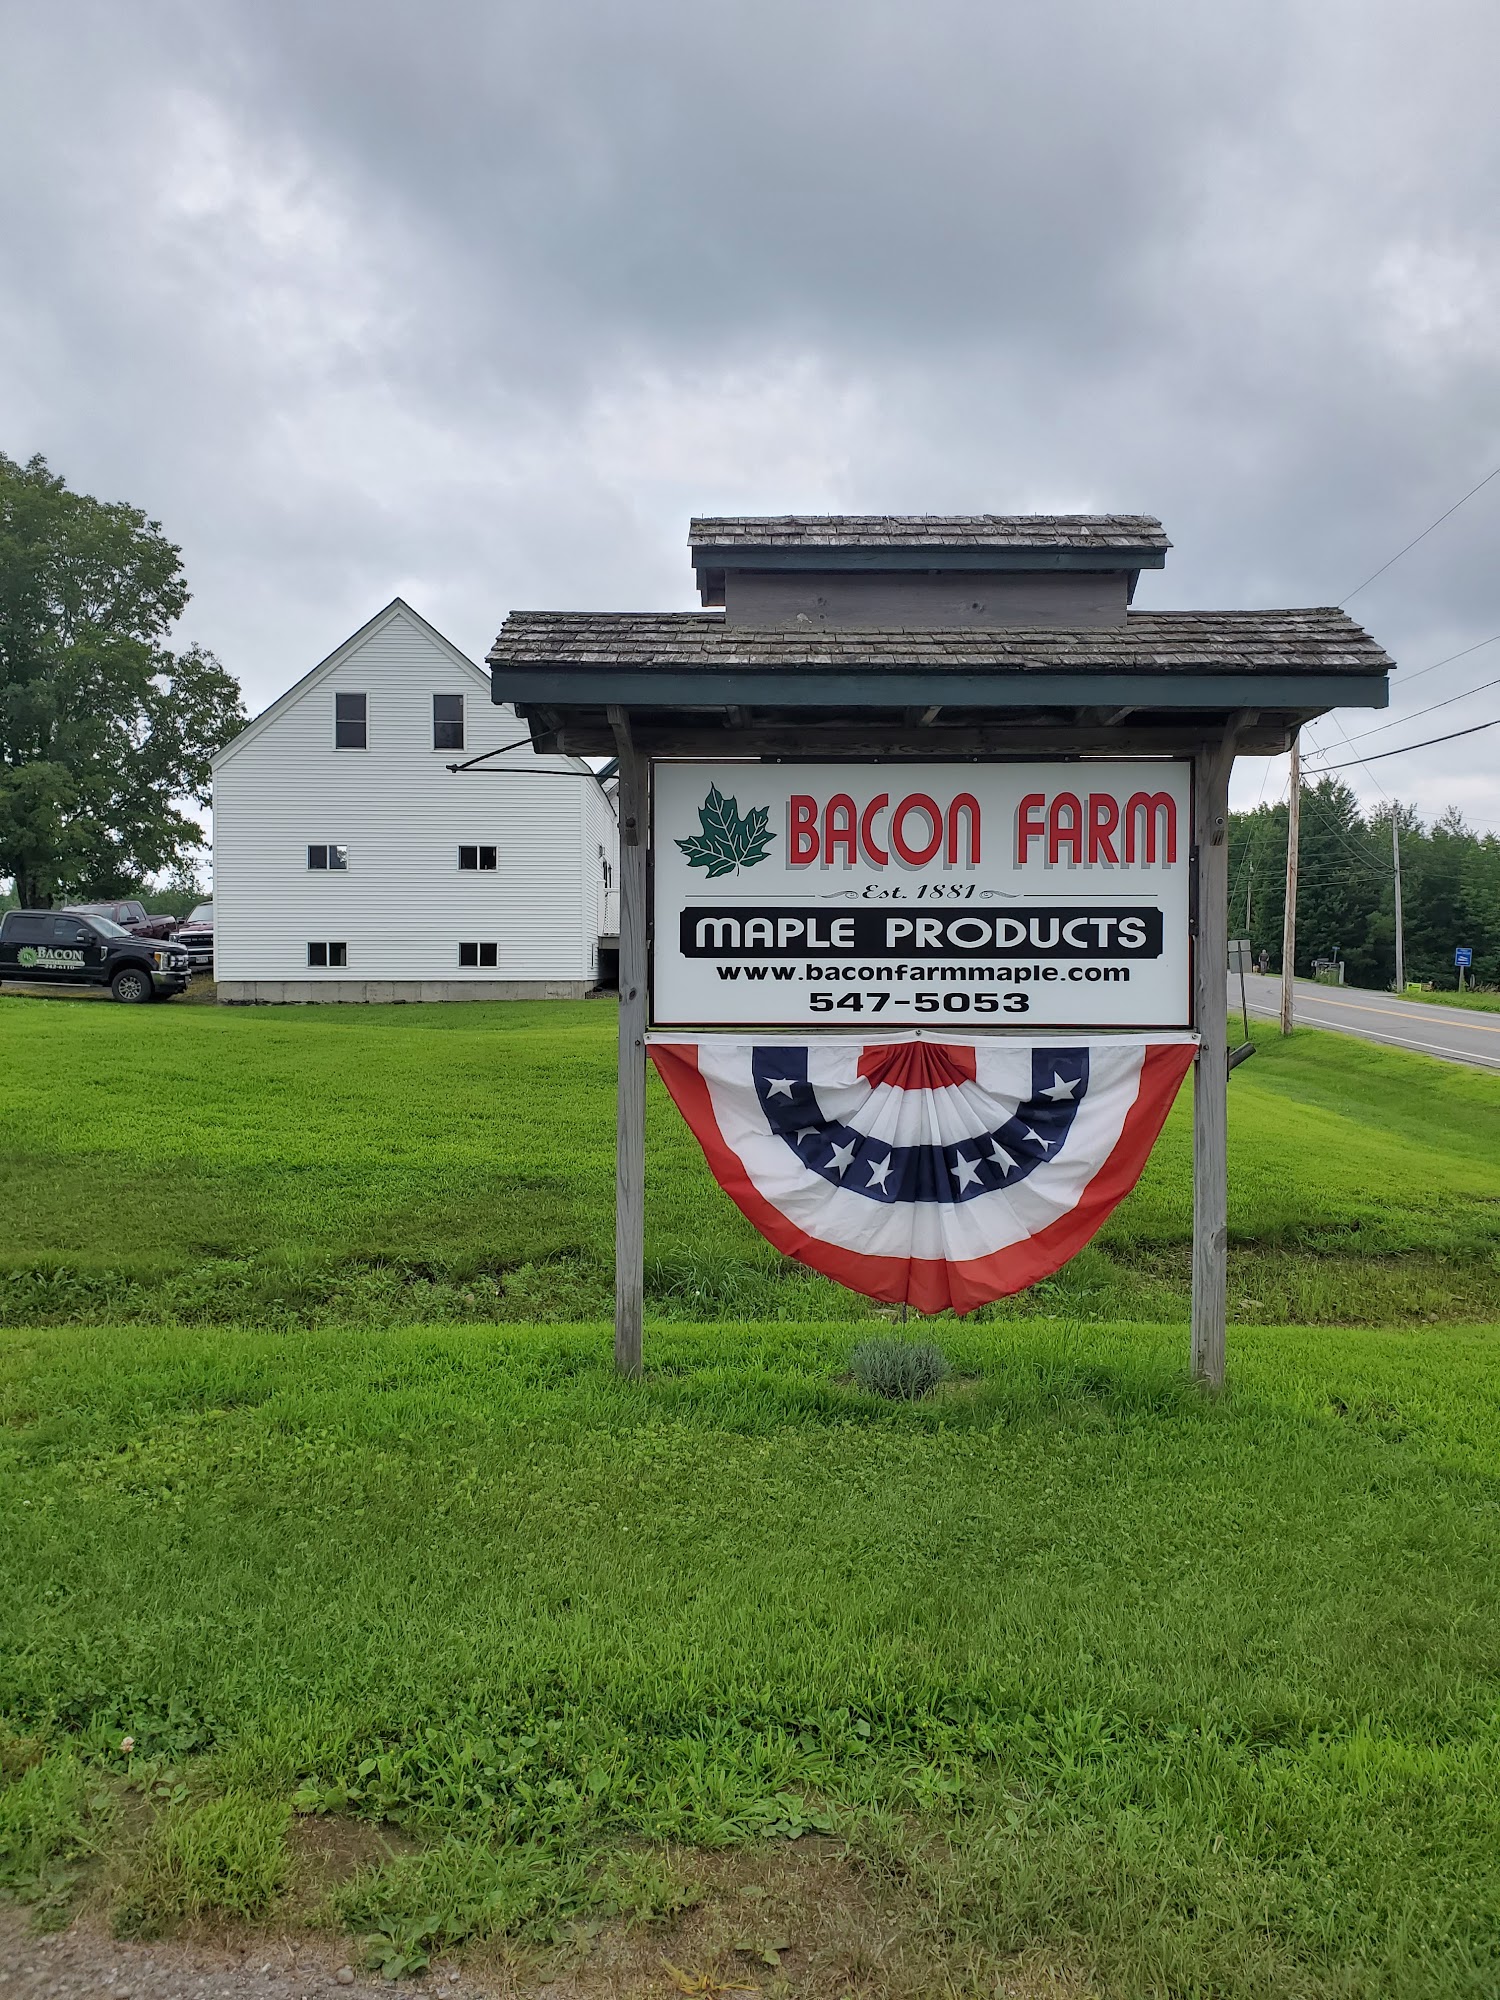 BACON FARM
Est. 1881
MAPLE PRODUCTS
www.baconfarmmaple.com
547-5053
BACON